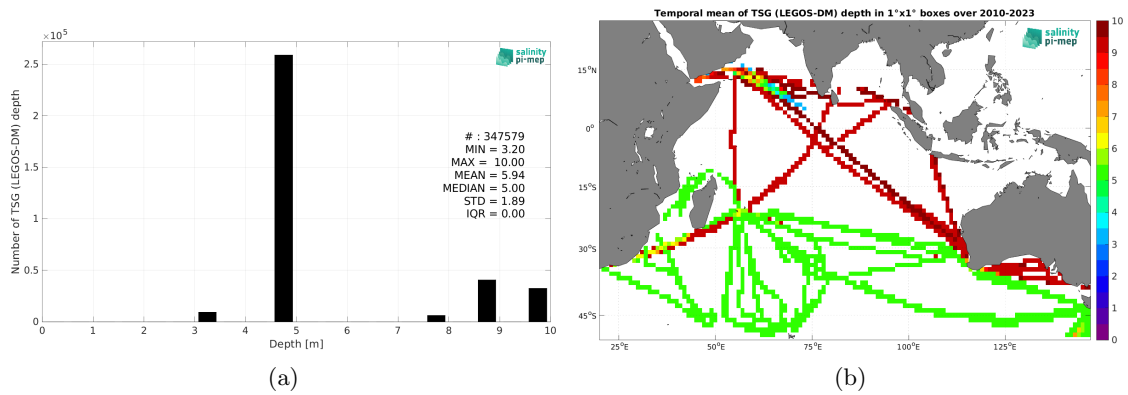 ×10⁵
2.5
2
1.5
1
0.5
0
0 1 2 3 4 5 6 7 8 9 10
Depth [m]
Number of TSG (LEGOS-DM) depth
salinity
pi-mep
# : 347579
MIN = 3.20
MAX = 10.00
MEAN = 5.94
MEDIAN = 5.00
STD = 1.89
IQR = 0.00
(a)
Temporal mean of TSG (LEGOS-DM) depth in 1°x1° boxes over 2010-2023
salinity
pi-mep
15°N
0°
15°S
30°S
45°S
25°E 50°E 75°E 100°E 125°E
10
9
8
7
6
5
4
3
2
1
0
(b)